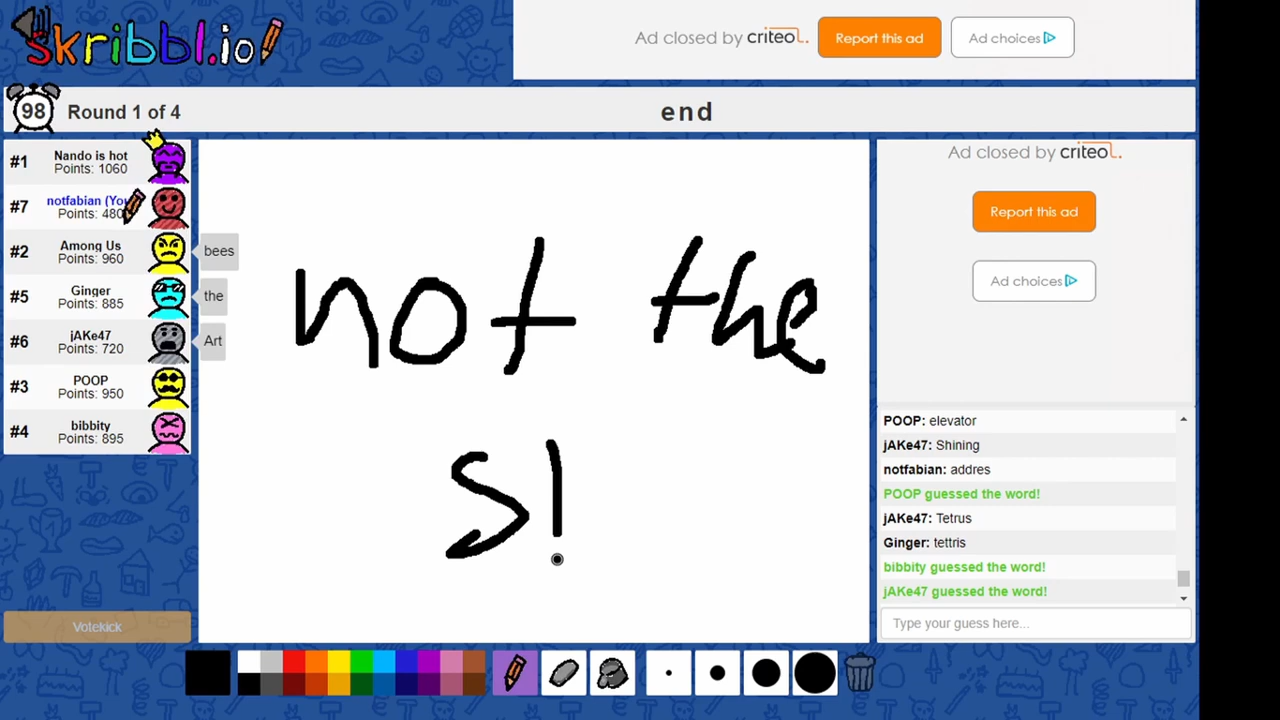 skribbl.io
Ad closed by criteo.
Report this ad
Ad choices
98
Round 1 of 4
end
#1
Nando is hot
Points: 1060
#7
notfabian (You
Points: 480
#2
Among Us
Points: 960
bees
#5
Ginger
Points: 885
the
#6
jAKe47
Points: 720
Art
#3
POOP
Points: 950
#4
bibbity
Points: 895
Votekick
not the
sl
Ad closed by criteo.
Report this ad
Ad choices
POOP: elevator
jAKe47: Shining
notfabian: addres
POOP guessed the word!
jAKe47: Tetrus
Ginger: tettris
bibbity guessed the word!
jAKe47 guessed the word!
Type your guess here...